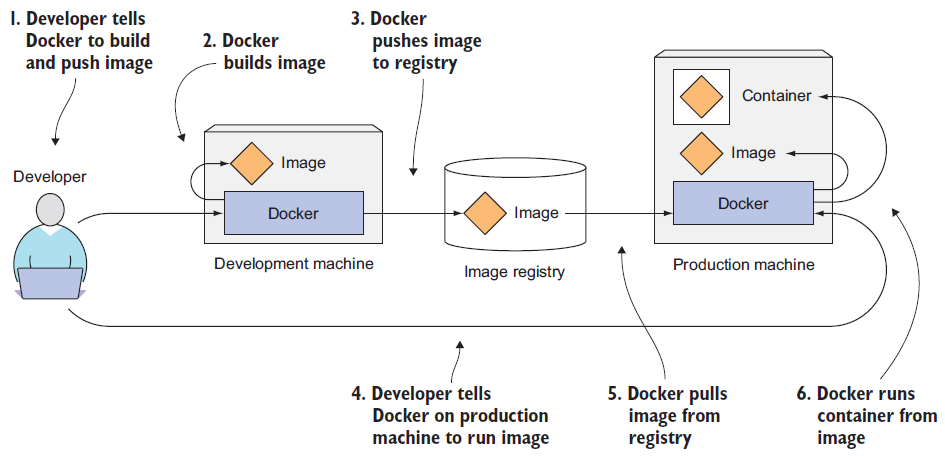 1. Developer tells
Docker to build
and push image
2. Docker
builds image
3. Docker
pushes image
to registry
Developer
Image
Docker
Development machine
Image
Image registry
Container
Image
Docker
Production machine
4. Developer tells
Docker on production
machine to run image
5. Docker pulls
image from
registry
6. Docker runs
container from
image